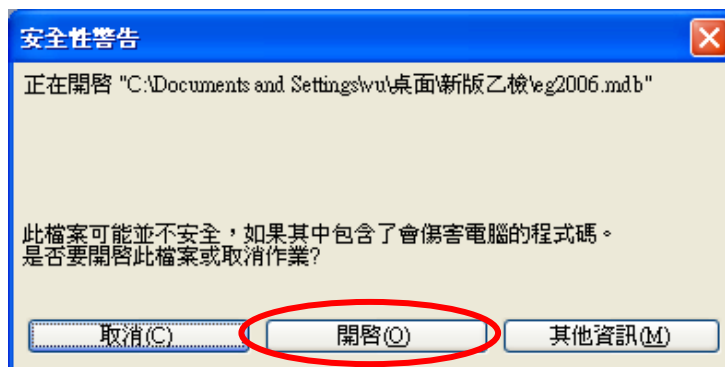 安全性警告
正在開啓 "C:\Documents and Settings\wu\桌面\新版乙檢\eg2006.mdb"
此檔案可能並不安全，如果其中包含了會傷害電腦的程式碼。
是否要開啓此檔案或取消作業?
取消(C) 開啓(O) 其他資訊(M)